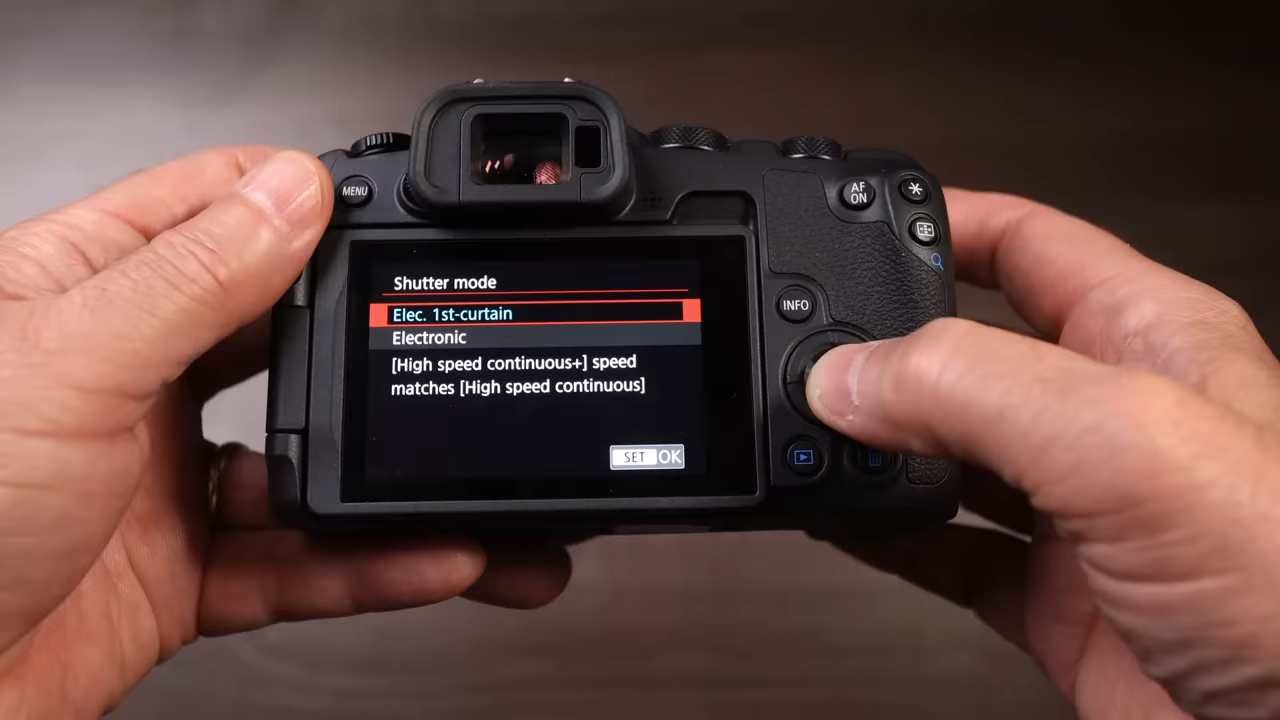 MENU
AF
ON
INFO
Shutter mode
Elec. 1st-curtain
Electronic
[High speed continuous+] speed
matches [High speed continuous]
SET OK